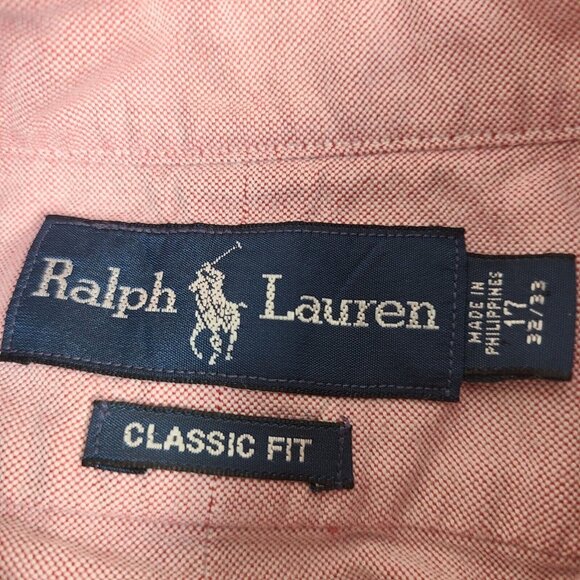 Ralph Lauren
MADE IN
PHILIPPINES
17
32/33
CLASSIC FIT